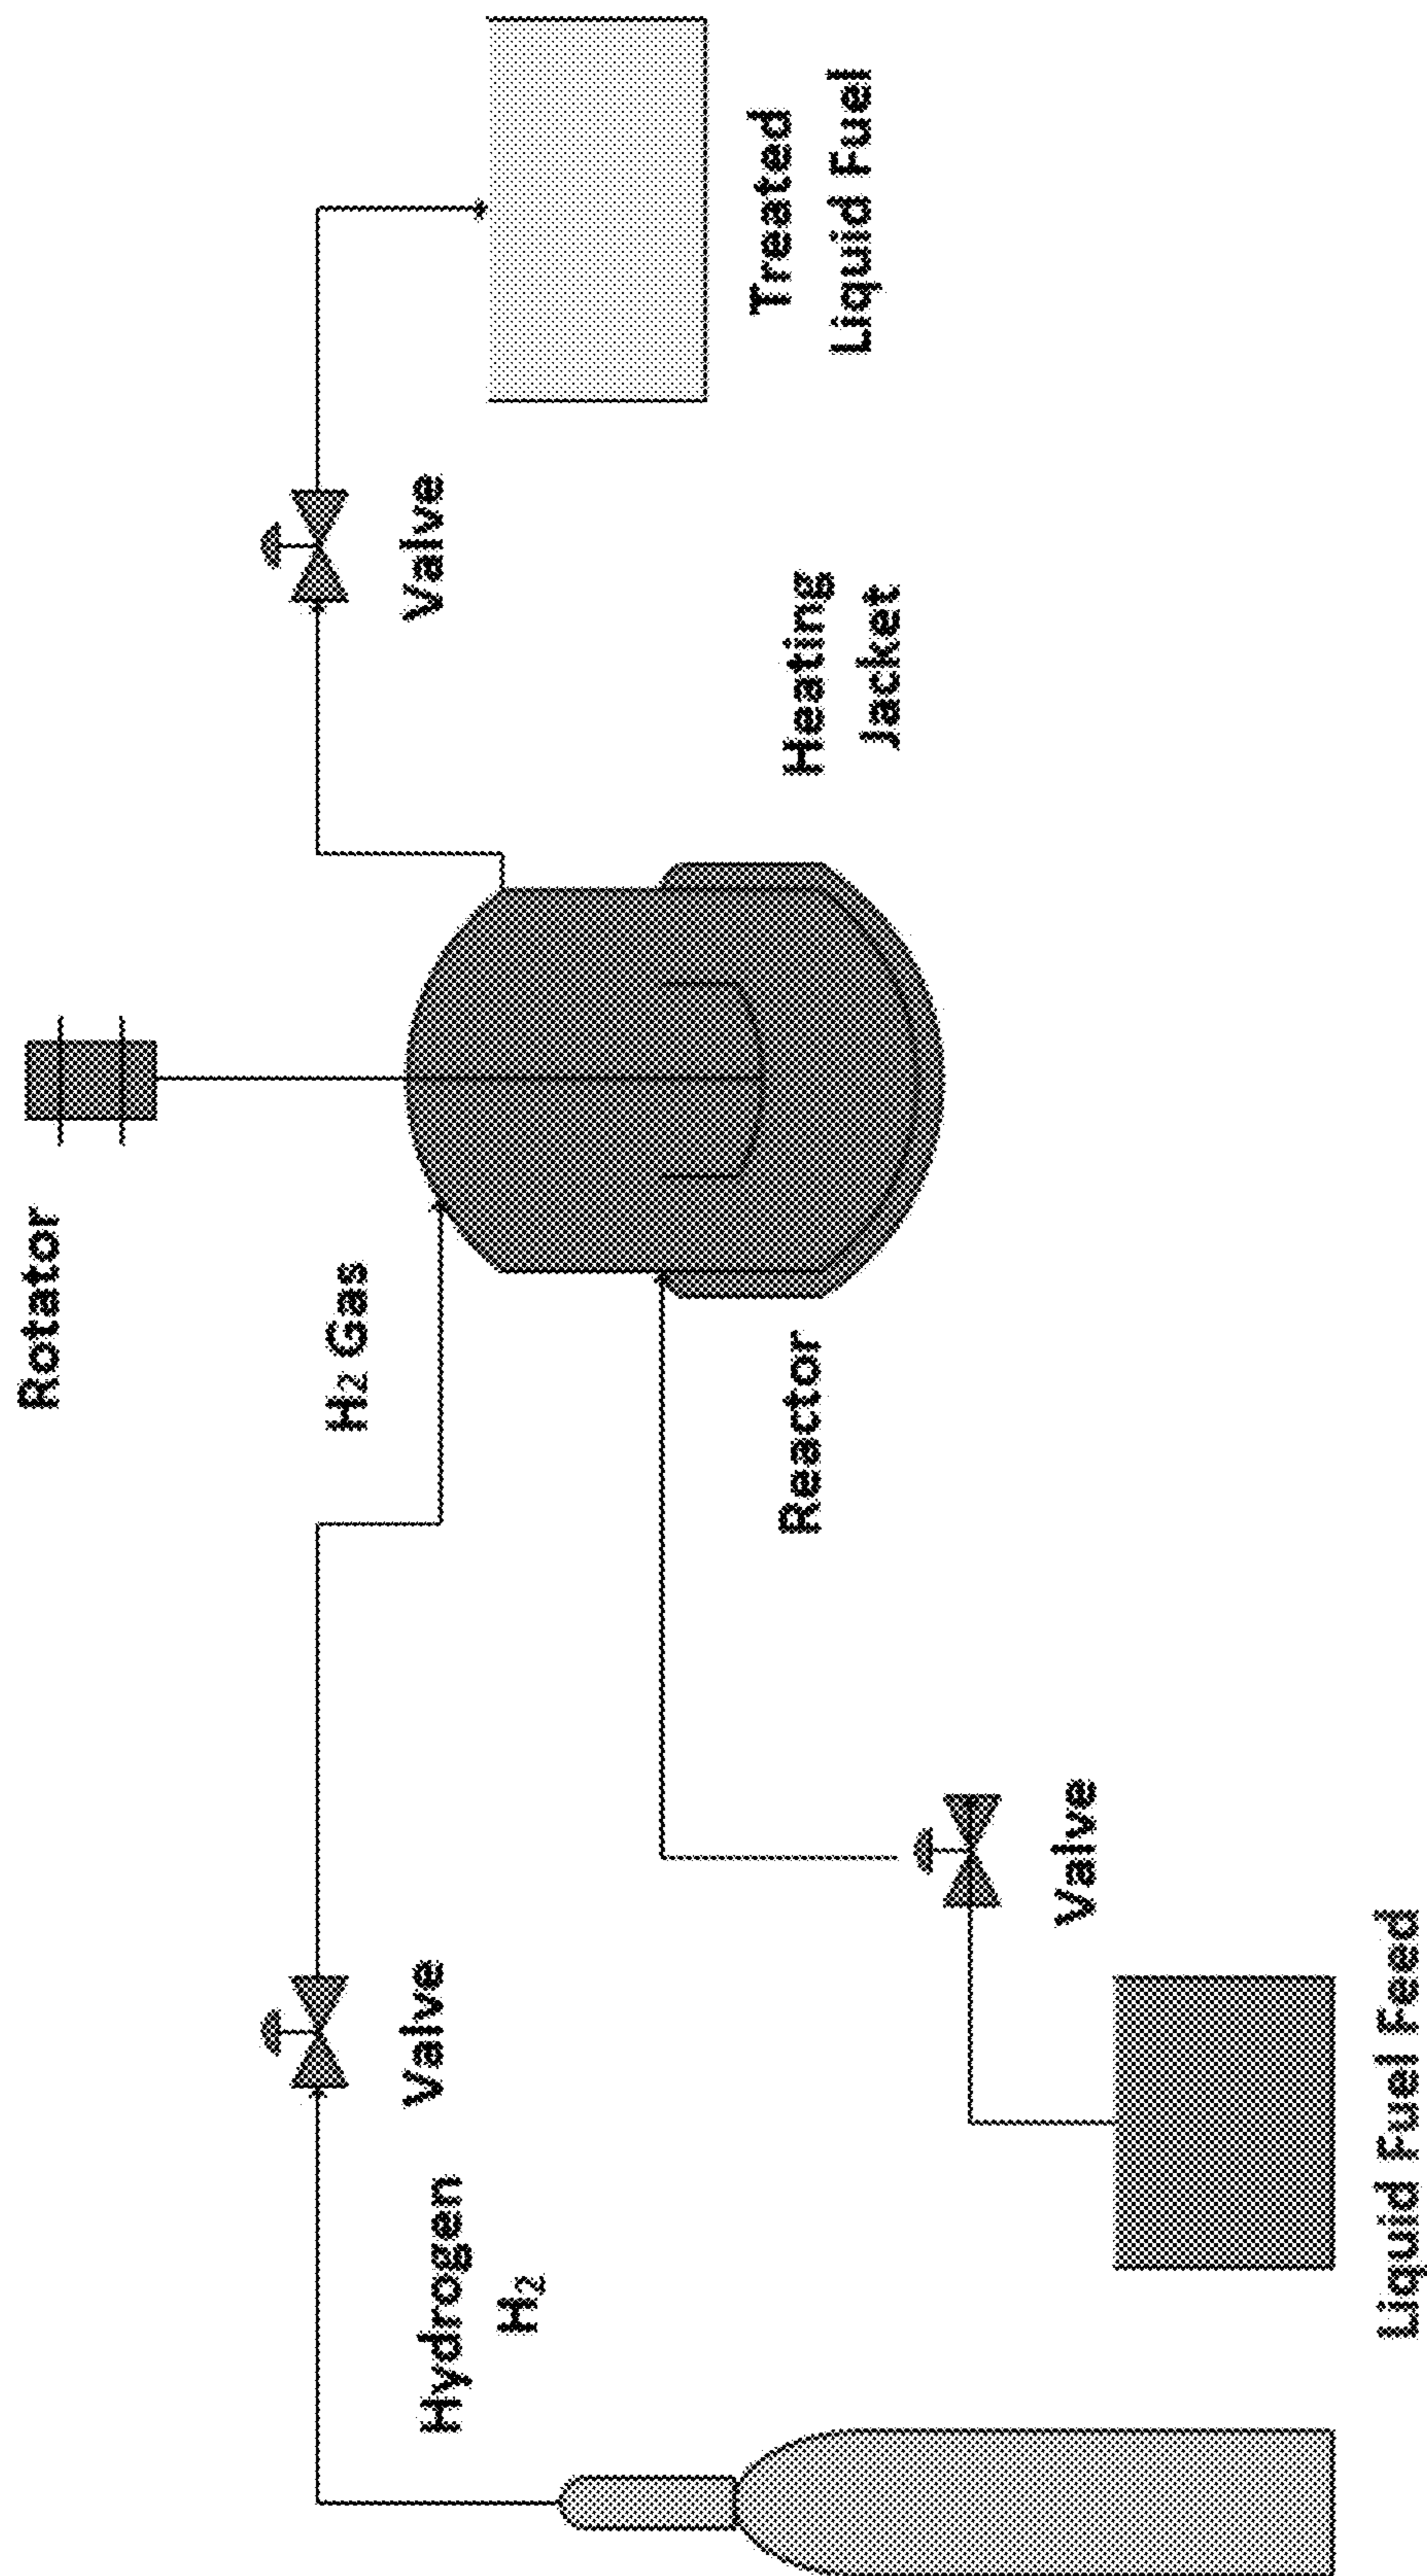 Rotator
H₂ Gas
Valve
Valve
Hydrogen
H₂
Treated
Liquid Fuel
Reactor
Heating
Jacket
Valve
Liquid Fuel Feed